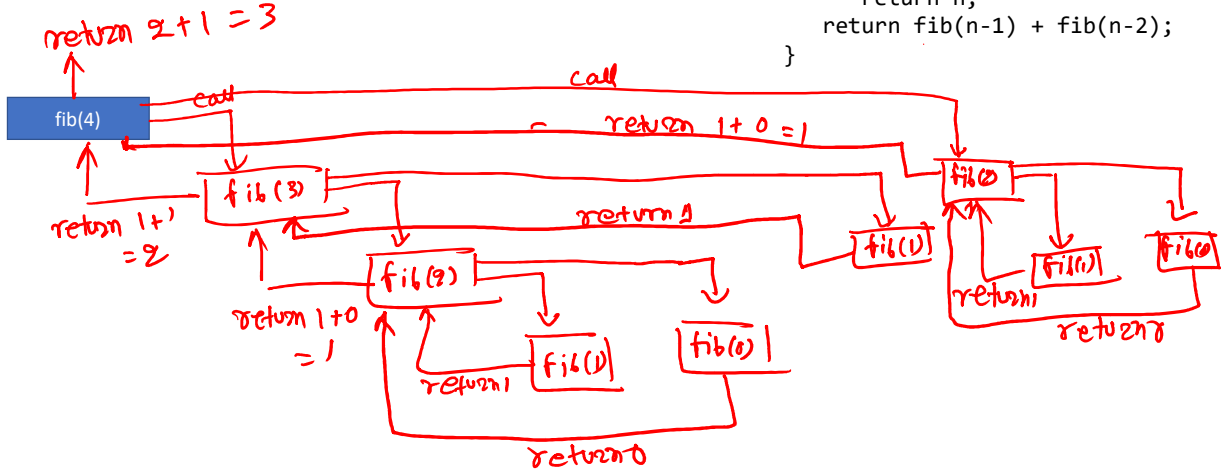 return n;
return fib(n-1) + fib(n-2);
}
return 2+1 = 3
call
call
fib(4)
return 1+0 = 1
fib(3)
return 1+1
= 2
return 1
fib(1)
fib(2)
fib(1)
fib(0)
return 1
return 0
fib(2)
return 1+0
= 1
fib(1)
fib(0)
return 1
return 0